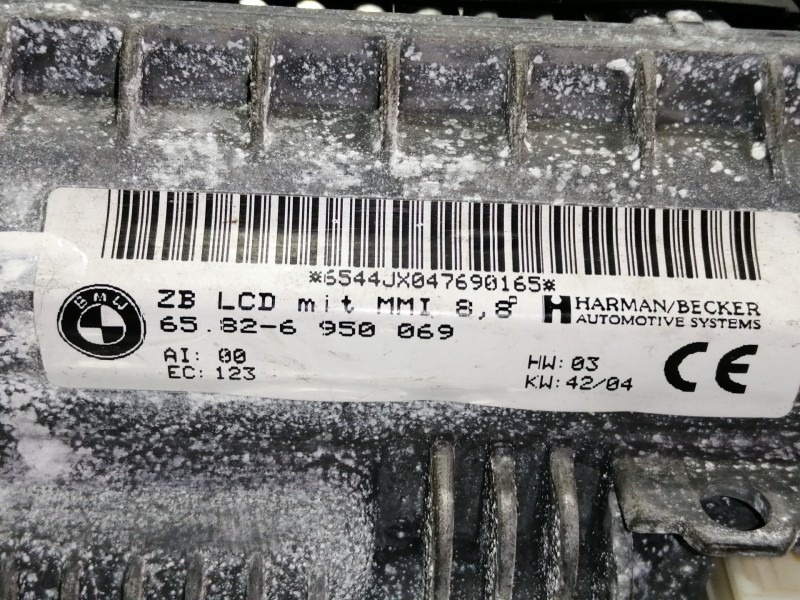 *6544JX047690165*
BMW
ZB LCD mit MMI 8,8"
65.82-6 950 069
HARMAN/BECKER
AUTOMOTIVE SYSTEMS
AI: 00
EC: 123
HW: 03
KW: 42/04
CE